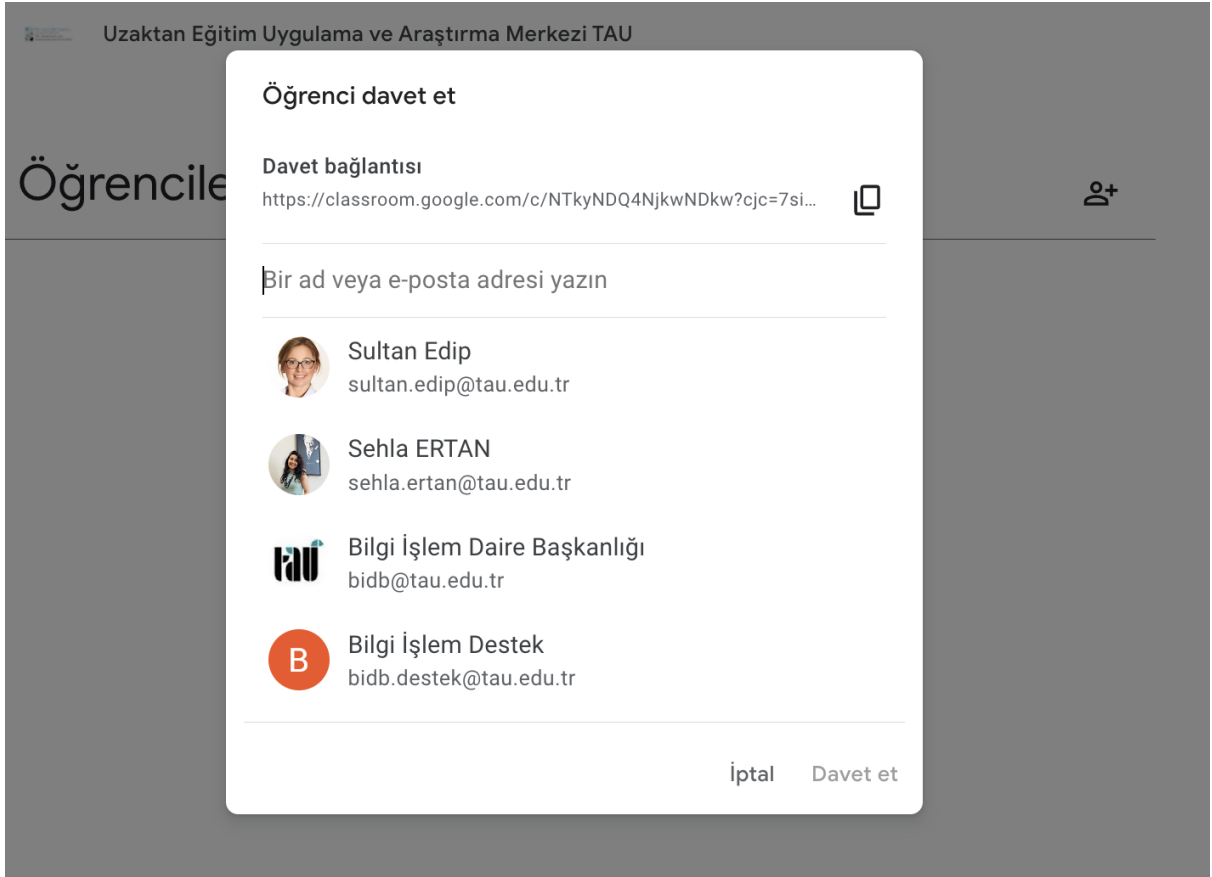 Uzaktan Eğitim Uygulama ve Araştırma Merkezi TAU
Öğrenci davet et
Davet bağlantısı
https://classroom.google.com/c/NTkyNDQ4NjkwNDkw?cjc=7si...
Öğrencile
Bir ad veya e-posta adresi yazın
Sultan Edip
sultan.edip@tau.edu.tr
Sehla ERTAN
sehla.ertan@tau.edu.tr
tau
Bilgi İşlem Daire Başkanlığı
bidb@tau.edu.tr
B
Bilgi İşlem Destek
bidb.destek@tau.edu.tr
İptal
Davet et